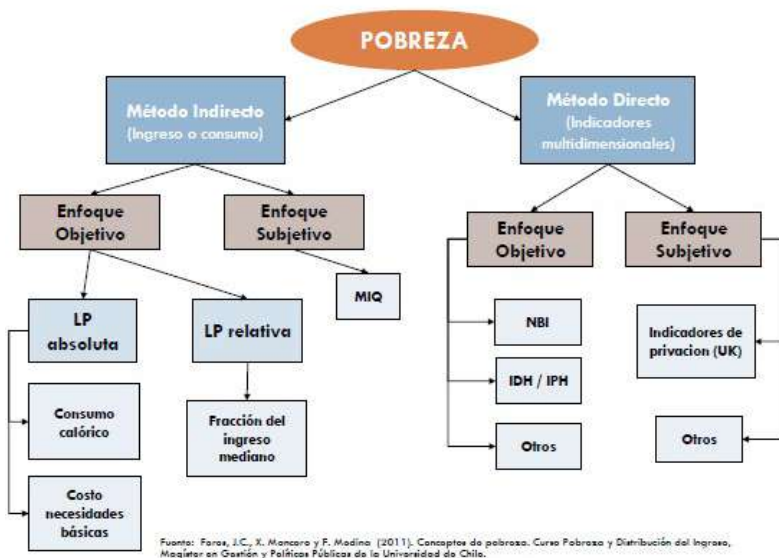 POBREZA
Método Indirecto
(Ingreso o consumo)
Método Directo
(Indicadores
multidimensionales)
Enfoque
Objetivo
Enfoque
Subjetivo
Enfoque
Objetivo
Enfoque
Subjetivo
MIQ
LP
absoluta
LP relativa
NBI
Indicadores de
privacion (UK)
IDH / IPH
Consumo
calórico
Fracción del
ingreso
mediano
Otros
Otros
Costo
necesidades
básicas
Fuente: Feres, J.C., X. Mancero y F. Medina (2011). Conceptos de pobreza. Curso Pobreza y Distribución del Ingreso,
Magíster en Gestión y Políticas Públicas de la Universidad de Chile.